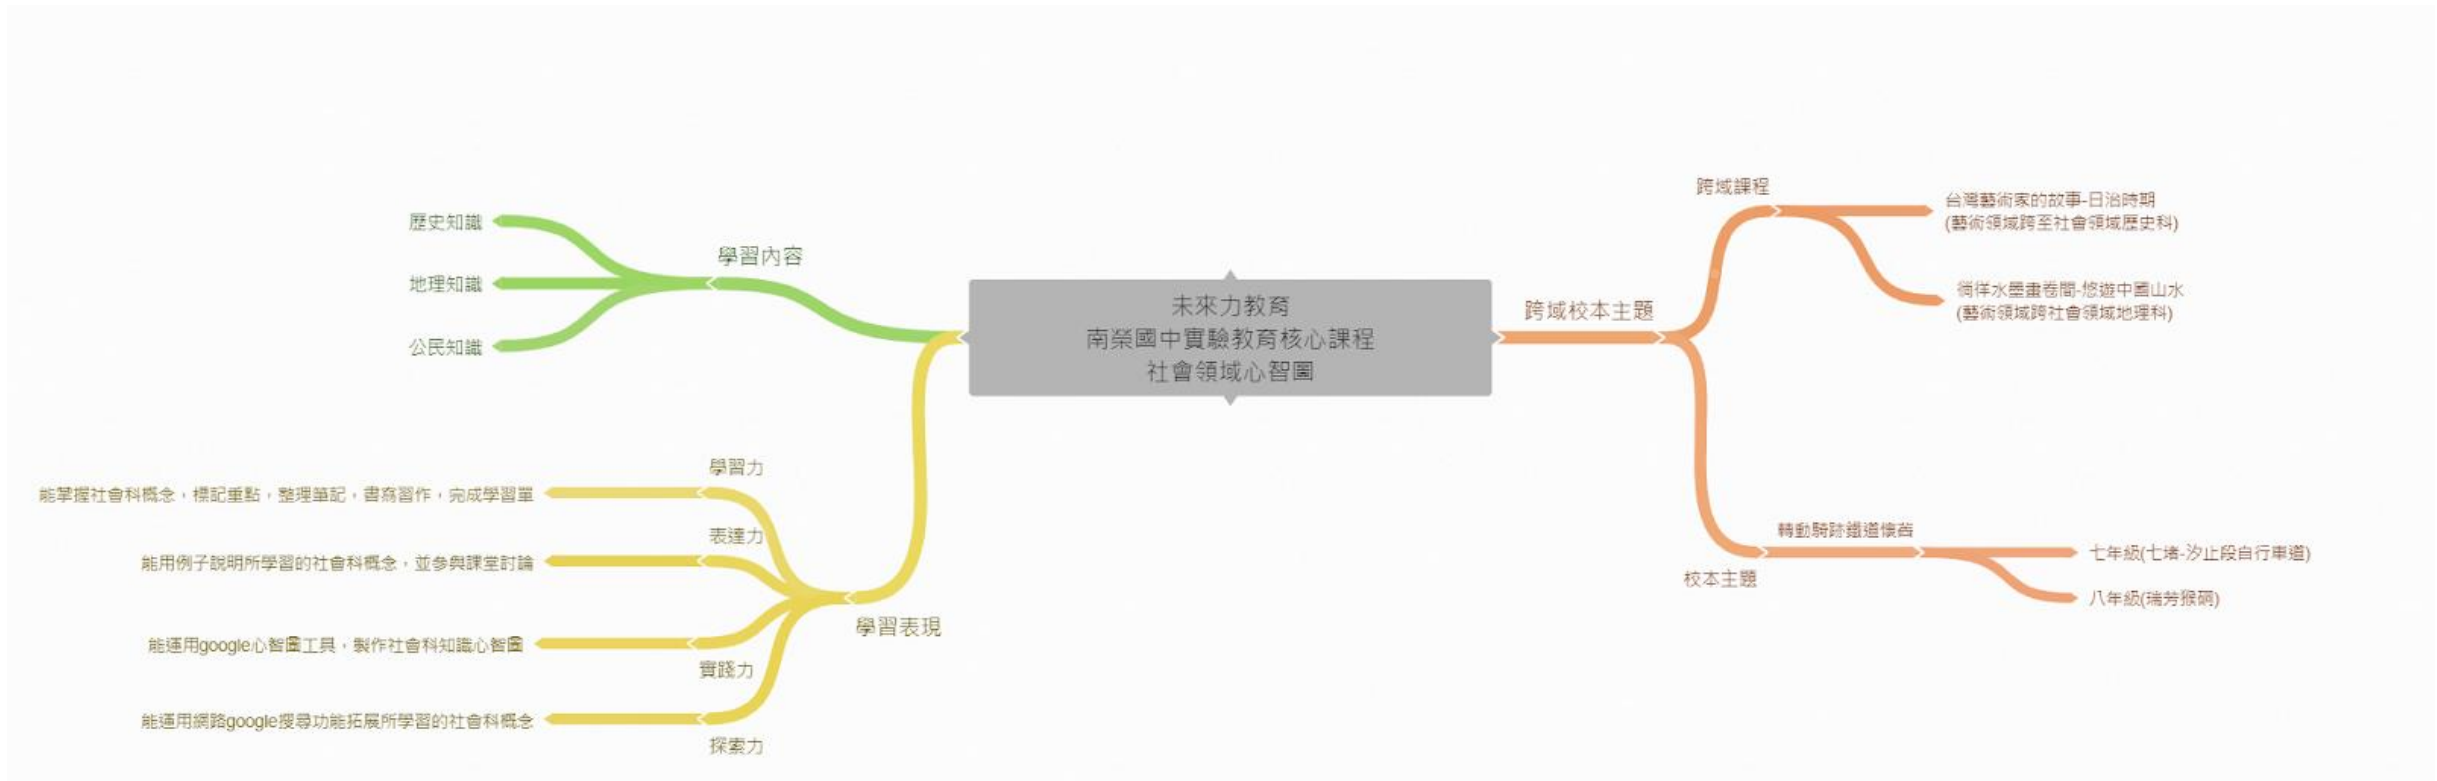 未來力教育
南榮國中實驗教育核心課程
社會領域心智圖
學習內容
歷史知識
地理知識
公民知識
學習表現
學習力
能掌握社會科概念，標記重點，整理筆記，書寫習作，完成學習單
表達力
能用例子說明所學習的社會科概念，並參與課堂討論
能運用google心智圖工具，製作社會科知識心智圖
實踐力
能運用網路google搜尋功能拓展所學習的社會科概念
探索力
跨域校本主題
跨域課程
台灣藝術家的故事-日治時期
(藝術領域跨至社會領域歷史科)
徜徉水墨畫卷間-悠遊中國山水
(藝術領域跨社會領域地理科)
校本主題
轉動騎跡鐵道懷舊
七年級(七堵-汐止段自行車道)
八年級(瑞芳猴硐)